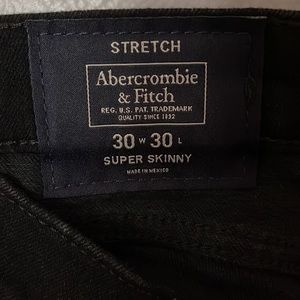 STRETCH
Abercrombie
& Fitch
REG. U.S. PAT. TRADEMARK
QUALITY SINCE 1892
30 W 30 L
SUPER SKINNY
MADE IN MEXICO